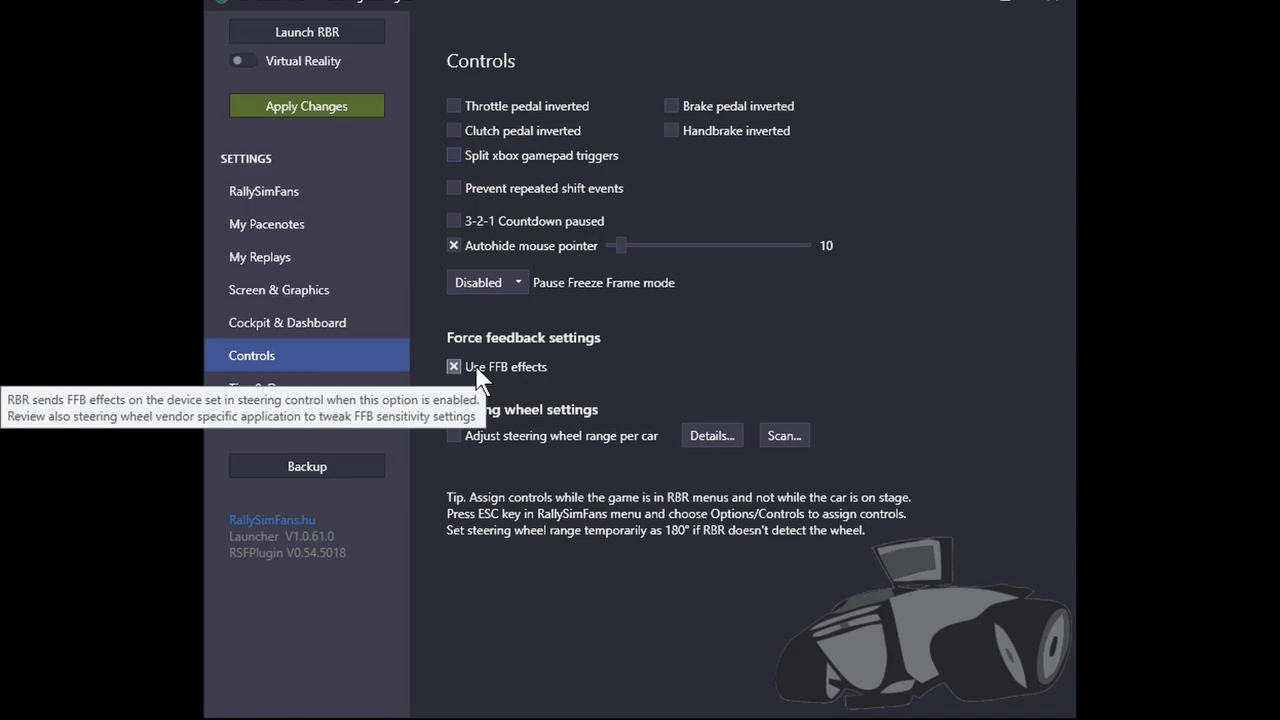 Launch RBR
Virtual Reality
Apply Changes
SETTINGS
RallySimFans
My Pacenotes
My Replays
Screen & Graphics
Cockpit & Dashboard
Controls
Backup
RallySimFans.hu
Launcher V1.0.61.0
RSFPlugin V0.54.5018
Controls
Throttle pedal inverted
Brake pedal inverted
Clutch pedal inverted
Handbrake inverted
Split xbox gamepad triggers
Prevent repeated shift events
3-2-1 Countdown paused
Autohide mouse pointer 10
Disabled Pause Freeze Frame mode
Force feedback settings
Use FFB effects
RBR sends FFB effects on the device set in steering control when this option is enabled.
Review also steering wheel vendor specific application to tweak FFB sensitivity settings
wheel settings
Adjust steering wheel range per car Details... Scan...
Tip. Assign controls while the game is in RBR menus and not while the car is on stage.
Press ESC key in RallySimFans menu and choose Options/Controls to assign controls.
Set steering wheel range temporarily as 180° if RBR doesn't detect the wheel.